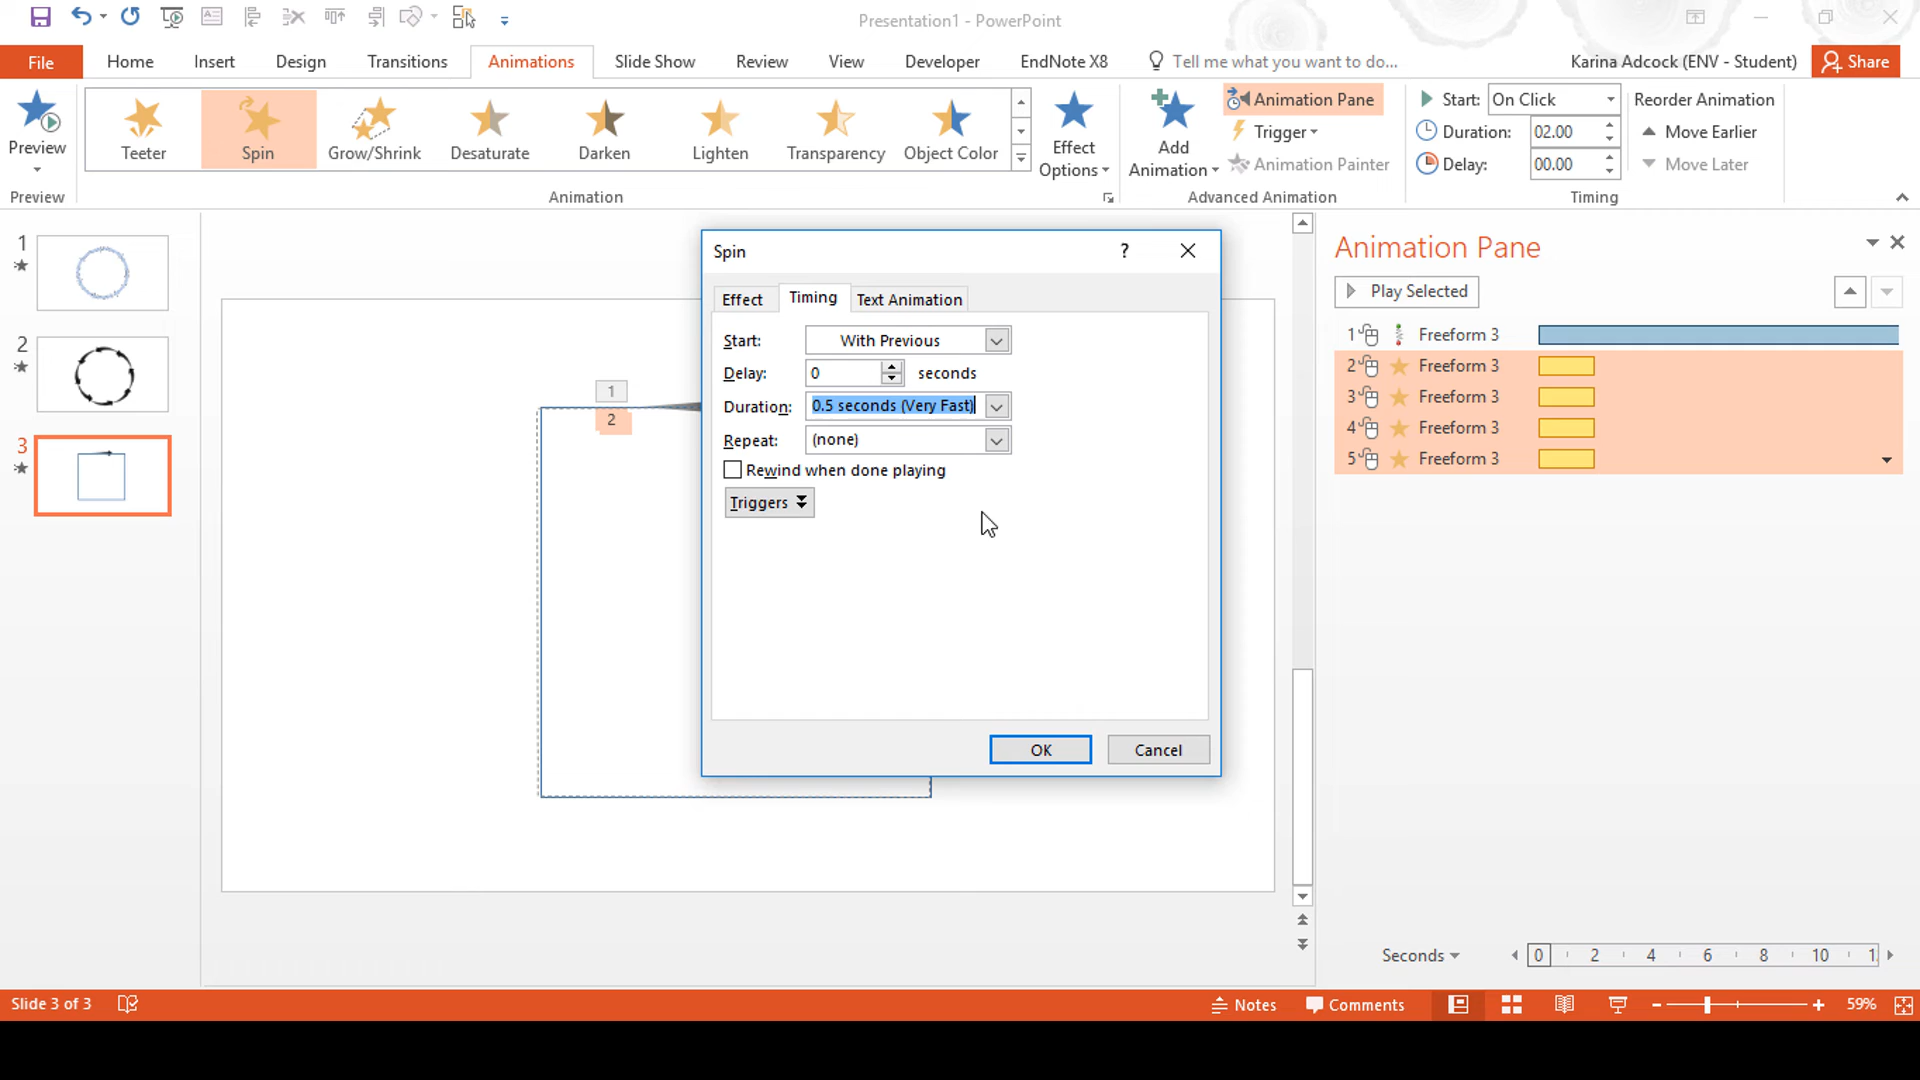 Presentation1 - PowerPoint
File
Home
Insert
Design
Transitions
Animations
Slide Show
Review
View
Developer
EndNote X8
Tell me what you want to do...
Karina Adcock (ENV - Student)
Share
Preview
Teeter
Spin
Grow/Shrink
Desaturate
Darken
Lighten
Transparency
Object Color
Effect
Options
Add
Animation
Animation Pane
Trigger
Animation Painter
Start: On Click
Duration: 02.00
Delay: 00.00
Reorder Animation
Move Earlier
Move Later
Preview
Animation
Advanced Animation
Timing
1
2
3
1
2
Spin
?
Effect
Timing
Text Animation
Start: With Previous
Delay: 0 seconds
Duration: 0.5 seconds (Very Fast)
Repeat: (none)
Rewind when done playing
Triggers
OK
Cancel
Animation Pane
Play Selected
1 Freeform 3
2 Freeform 3
3 Freeform 3
4 Freeform 3
5 Freeform 3
Seconds 0 2 4 6 8 10 1
Slide 3 of 3
Notes
Comments
59%